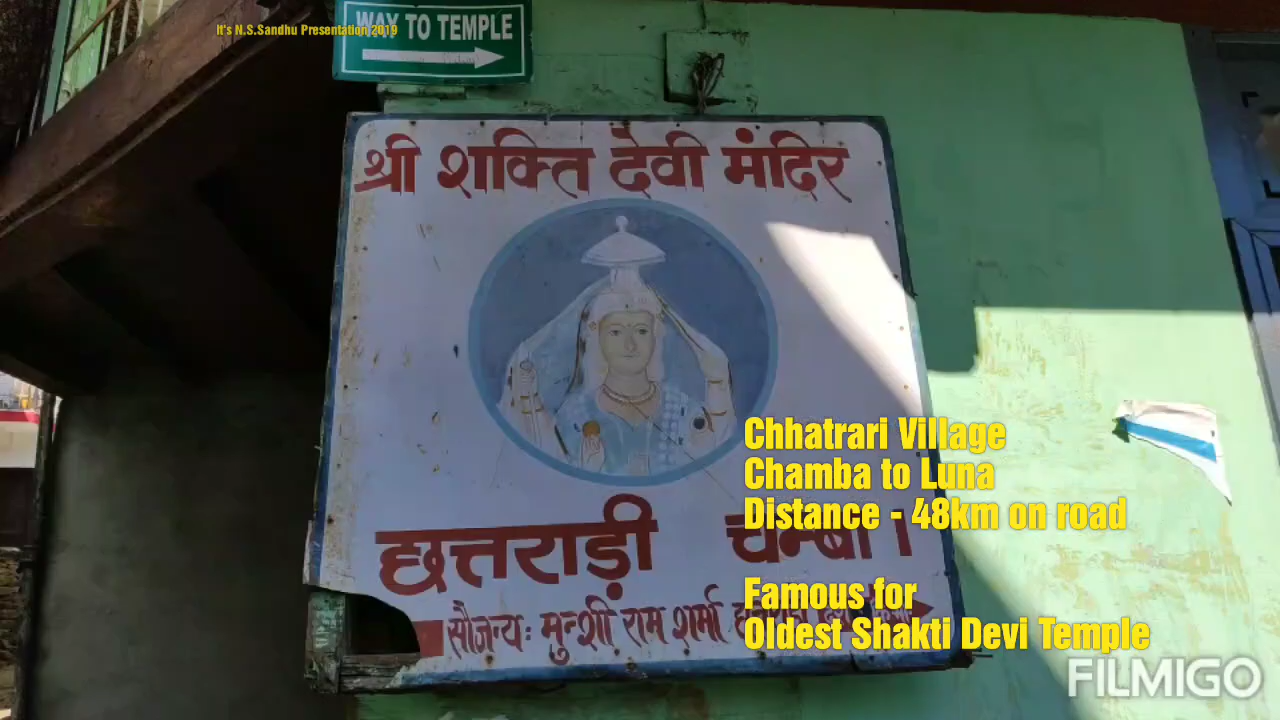 It's N.S.Sandhu Presentation 2019
WAY TO TEMPLE
श्री शक्ति देवी मंदिर
Chhatrari Village
Chamba to Luna
Distance - 48km on road
छत्तराड़ी चम्बा।
Famous for
सौजन्य: मुन्शी राम शर्मा
Oldest Shakti Devi Temple
FILMIGO